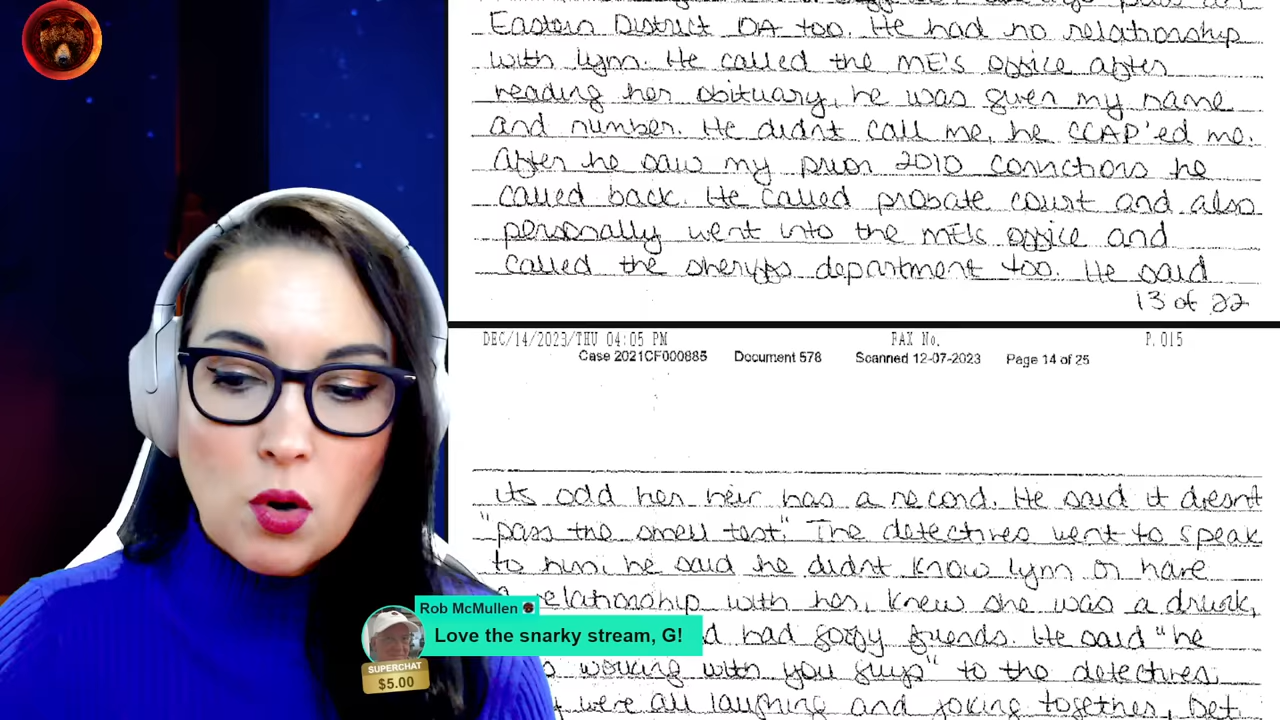 Eastern District DA too. He had no relationship
with Lynn. He called the ME's office after
reading her obituary, he was given my name
and number. He didnt call me, he CCAP'ed me.
After he saw my prior 2010 convictions he
called back. He called probate court and also
personally went into the ME's office and
called the sheriffs department too. He said
13 of 22
DEC/14/2023/THU 04:05 PM FAX No. P. 015
Case 2021CF000885 Document 578 Scanned 12-07-2023 Page 14 of 25
its odd her heir has a record. He said it doesnt
"pass the smell test." The detectives went to speak
to him; he said he didnt know Lynn or have
relationship with her, knew she was a drunk,
had goofy friends. He said "he
working with you guys" to the detectives.
were all laughing and joking together, Det.
Rob McMullen
Love the snarky stream, G!
SUPERCHAT
$5.00